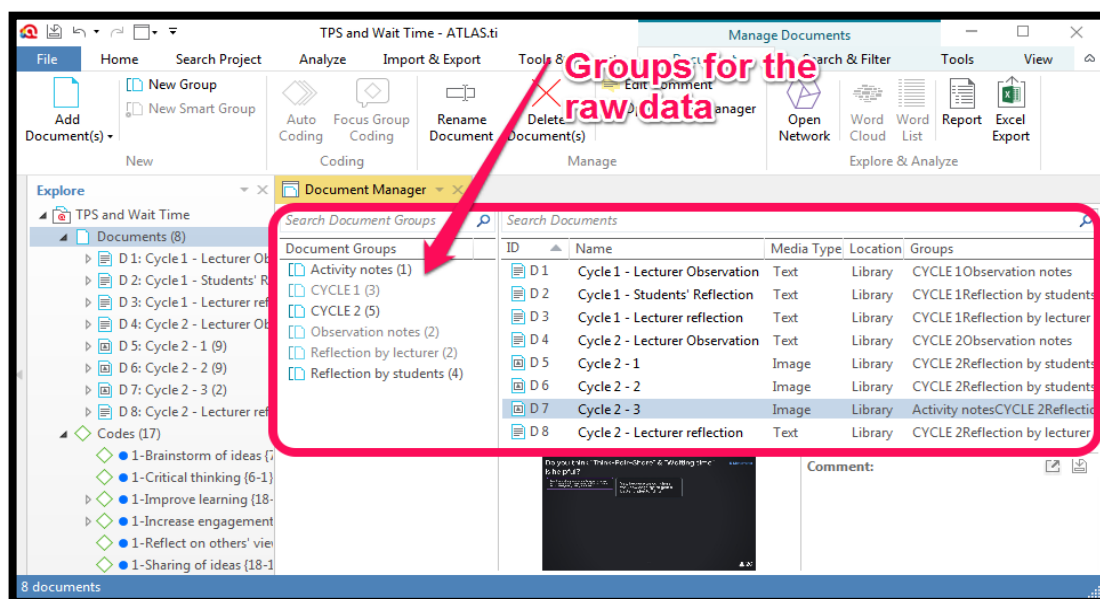 TPS and Wait Time - ATLAS.ti
Manage Documents
File Home Search Project Analyze Import & Export Tools & Search & Filter Tools View
Groups for the
raw data
New Group
New Smart Group
Add
Document(s)
Auto
Coding
Focus Group
Coding
Rename
Document
Delete
Document(s)
Edit Comment
Manager
Open
Network
Word
Cloud
Word
List
Report
Excel
Export
New
Coding
Manage
Explore & Analyze
Explore
TPS and Wait Time
Documents (8)
D 1: Cycle 1 - Lecturer
D 2: Cycle 1 - Students' R
D 3: Cycle 1 - Lecturer ref
D 4: Cycle 2 - Lecturer
D 5: Cycle 2 - 1 (9)
D 6: Cycle 2 - 2 (9)
D 7: Cycle 2 - 3 (2)
D 8: Cycle 2 - Lecturer ref
Codes (17)
1-Brainstorm of ideas
1-Critical thinking {6-1}
1-Improve learning {18-
1-Increase engagement
1-Reflect on others' vie
1-Sharing of ideas {18-1
Document Manager
Search Document Groups
Document Groups
Activity notes (1)
CYCLE 1 (3)
CYCLE 2 (5)
Observation notes (2)
Reflection by lecturer (2)
Reflection by students (4)
Search Documents
ID Name Media Type Location Groups
D 1 Cycle 1 - Lecturer Observation Text Library CYCLE 1Observation notes
D 2 Cycle 1 - Students' Reflection Text Library CYCLE 1Reflection by students
D 3 Cycle 1 - Lecturer reflection Text Library CYCLE 1Reflection by lecturer
D 4 Cycle 2 - Lecturer Observation Text Library CYCLE 2Observation notes
D 5 Cycle 2 - 1 Image Library CYCLE 2Reflection by students
D 6 Cycle 2 - 2 Image Library CYCLE 2Reflection by students
D 7 Cycle 2 - 3 Image Library Activity notesCYCLE 2Reflectio
D 8 Cycle 2 - Lecturer reflection Text Library CYCLE 2Reflection by lecturer
Do you think "Think-Pair-Share" & "Waiting time"
is helpful?
Comment:
8 documents